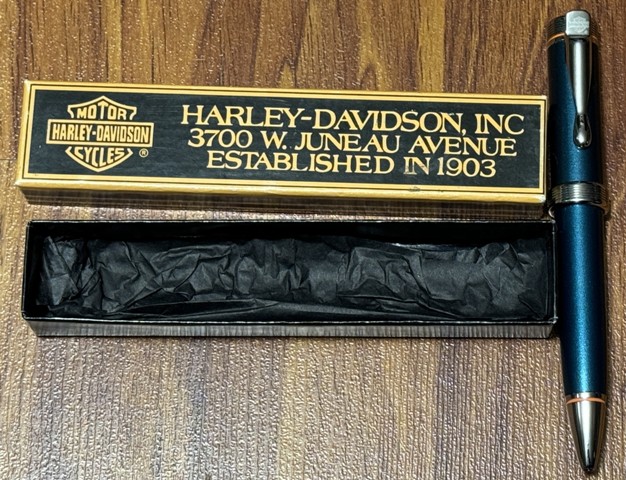 MOTOR
HARLEY-DAVIDSON
CYCLES®
HARLEY-DAVIDSON, INC
3700 W. JUNEAU AVENUE
ESTABLISHED IN 1903